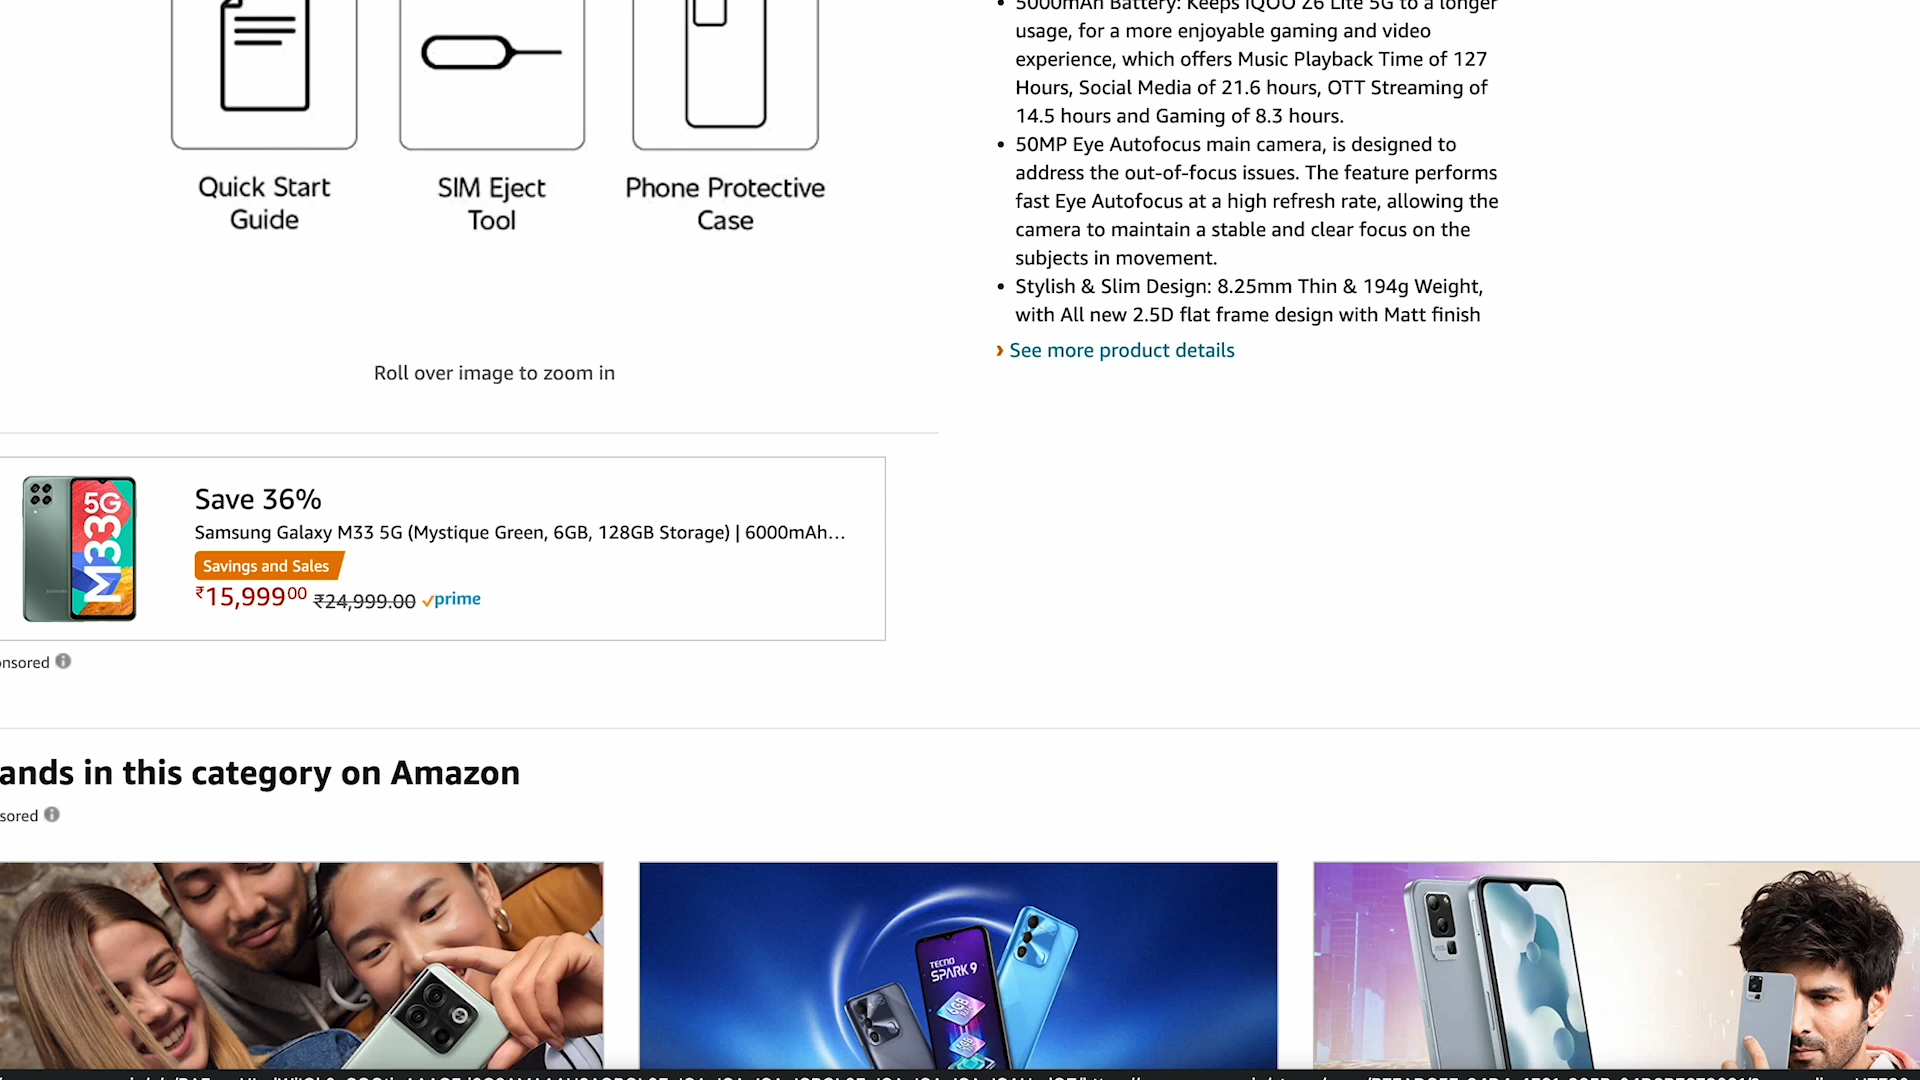 Quick Start
Guide
SIM Eject
Tool
Phone Protective
Case
Roll over image to zoom in
5000mAh Battery: Keeps iQOO Z6 Lite 5G to a longer
usage, for a more enjoyable gaming and video
experience, which offers Music Playback Time of 127
Hours, Social Media of 21.6 hours, OTT Streaming of
14.5 hours and Gaming of 8.3 hours.
50MP Eye Autofocus main camera, is designed to
address the out-of-focus issues. The feature performs
fast Eye Autofocus at a high refresh rate, allowing the
camera to maintain a stable and clear focus on the
subjects in movement.
Stylish & Slim Design: 8.25mm Thin & 194g Weight,
with All new 2.5D flat frame design with Matt finish
› See more product details
5G
M33
Save 36%
Samsung Galaxy M33 5G (Mystique Green, 6GB, 128GB Storage) | 6000mAh...
Savings and Sales
₹15,99900 ₹24,999.00 prime
onsored
ands in this category on Amazon
sored
TECNO
SPARK 9